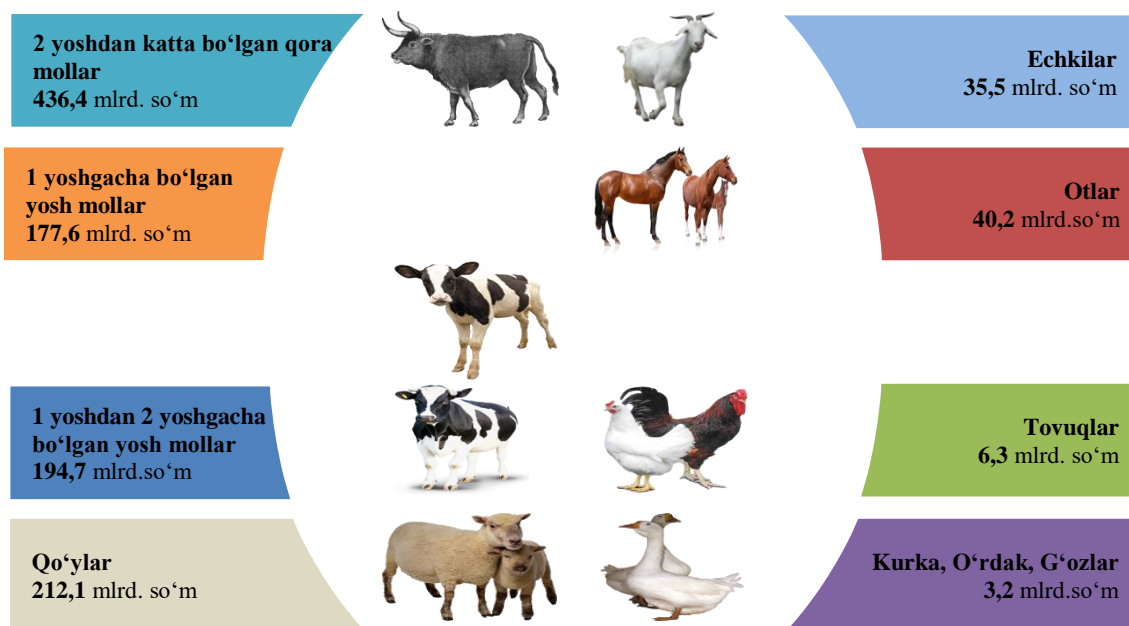 2 yoshdan katta bo‘lgan qora
mollar
436,4 mlrd. so‘m
Echkilar
35,5 mlrd. so‘m
1 yoshgacha bo‘lgan
yosh mollar
177,6 mlrd. so‘m
Otlar
40,2 mlrd.so‘m
1 yoshdan 2 yoshgacha
bo‘lgan yosh mollar
194,7 mlrd.so‘m
Tovuqlar
6,3 mlrd. so‘m
Qo‘ylar
212,1 mlrd. so‘m
Kurka, O‘rdak, G‘ozlar
3,2 mlrd.so‘m